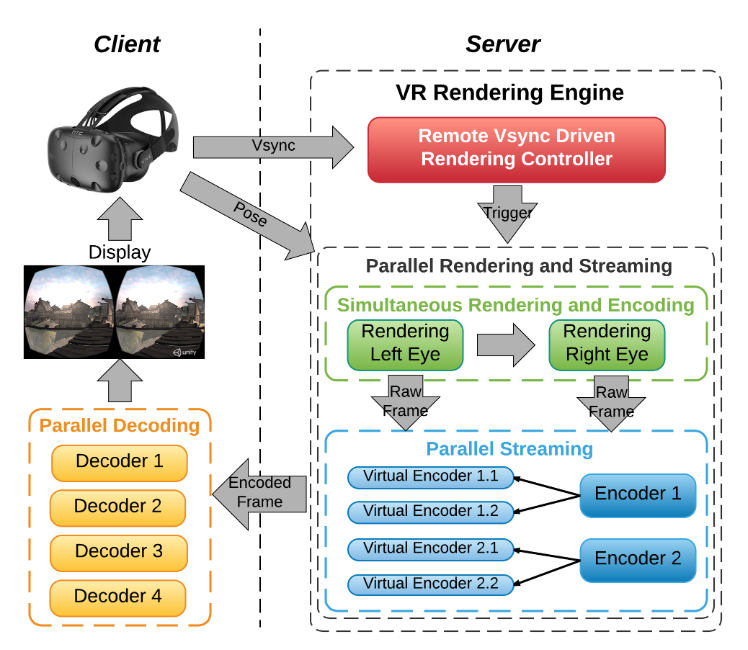 Client
Server
VR Rendering Engine
Remote Vsync Driven
Rendering Controller
Vsync
Trigger
Pose
Display
Parallel Rendering and Streaming
Simultaneous Rendering and Encoding
Rendering
Left Eye
Rendering
Right Eye
unity
Raw
Frame
Raw
Frame
Parallel Decoding
Decoder 1
Decoder 2
Decoder 3
Decoder 4
Encoded
Frame
Parallel Streaming
Virtual Encoder 1.1
Virtual Encoder 1.2
Virtual Encoder 2.1
Virtual Encoder 2.2
Encoder 1
Encoder 2